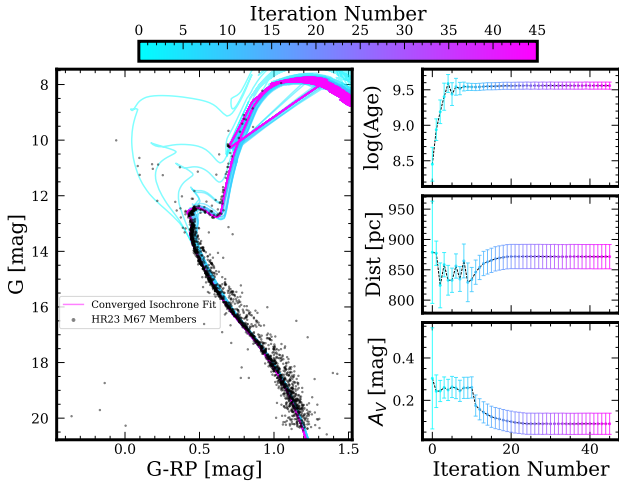 Iteration Number
0 5 10 15 20 25 30 35 40 45
8
10
12
14
16
18
20
G [mag]
Converged Isochrone Fit
HR23 M67 Members
0.0 0.5 1.0 1.5
G-RP [mag]
9.5
9.0
8.5
log(Age)
950
900
850
800
Dist [pc]
0.4
0.2
A_V [mag]
0 20 40
Iteration Number